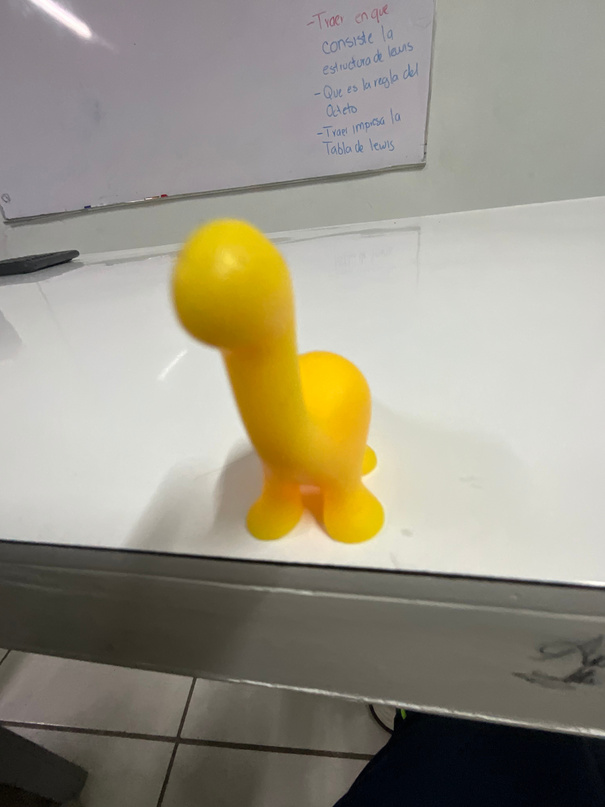 -Traer en que
consiste la
estructura de lewis
-Que es la regla del
Octeto
-Traer impresa la
Tabla de lewis